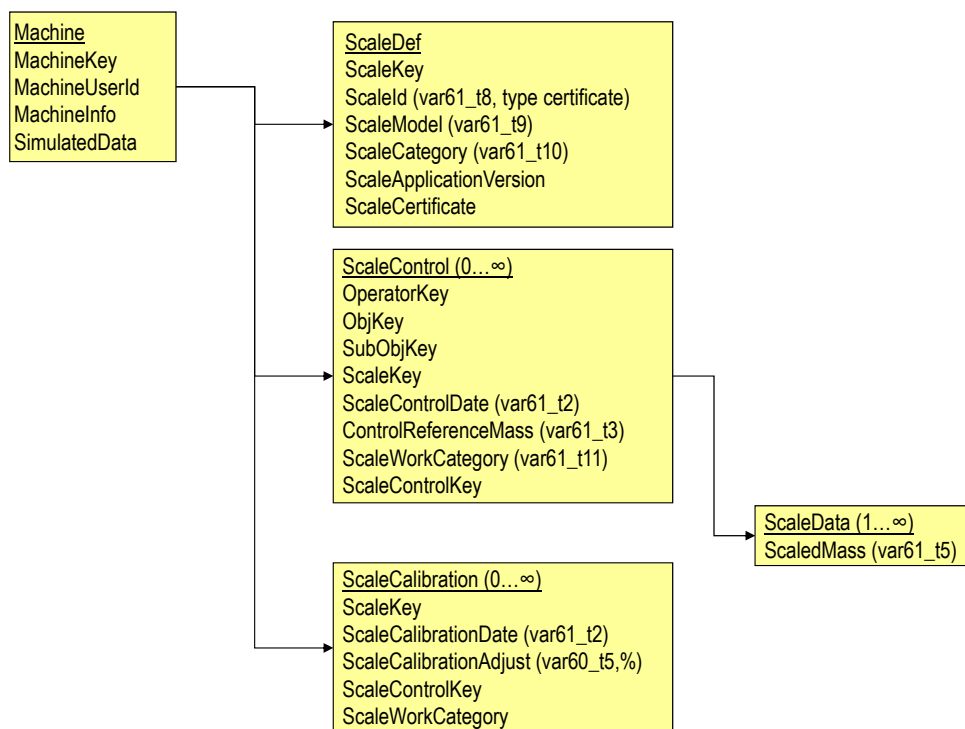 Machine
MachineKey
MachineUserId
MachineInfo
SimulatedData
ScaleDef
ScaleKey
ScaleId (var61_t8, type certificate)
ScaleModel (var61_t9)
ScaleCategory (var61_t10)
ScaleApplicationVersion
ScaleCertificate
ScaleControl (0…∞)
OperatorKey
ObjKey
SubObjKey
ScaleKey
ScaleControlDate (var61_t2)
ControlReferenceMass (var61_t3)
ScaleWorkCategory (var61_t11)
ScaleControlKey
ScaleData (1…∞)
ScaledMass (var61_t5)
ScaleCalibration (0…∞)
ScaleKey
ScaleCalibrationDate (var61_t2)
ScaleCalibrationAdjust (var60_t5,%)
ScaleControlKey
ScaleWorkCategory